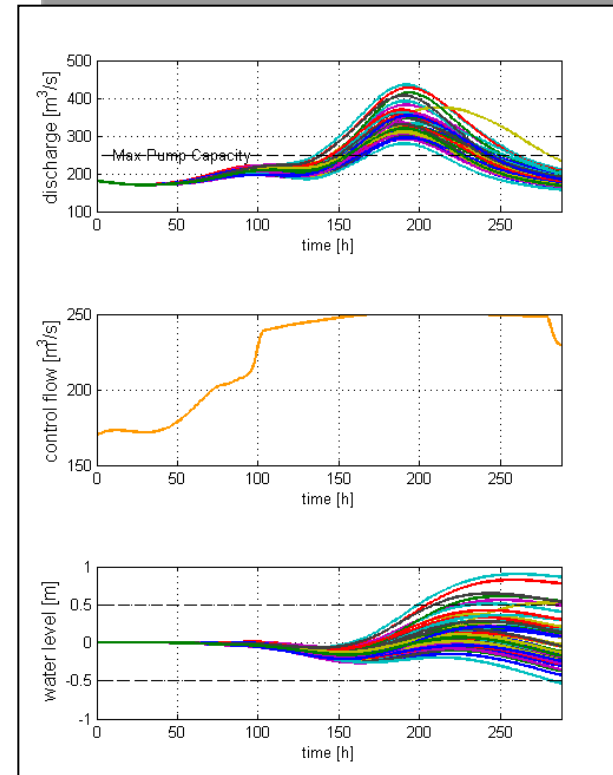 500
400
300
200
100
discharge [m³/s]
Max Pump Capacity
0 50 100 150 200 250
time [h]
250
200
150
control flow [m³/s]
0 50 100 150 200 250
time [h]
1
0.5
0
-0.5
-1
water level [m]
0 50 100 150 200 250
time [h]